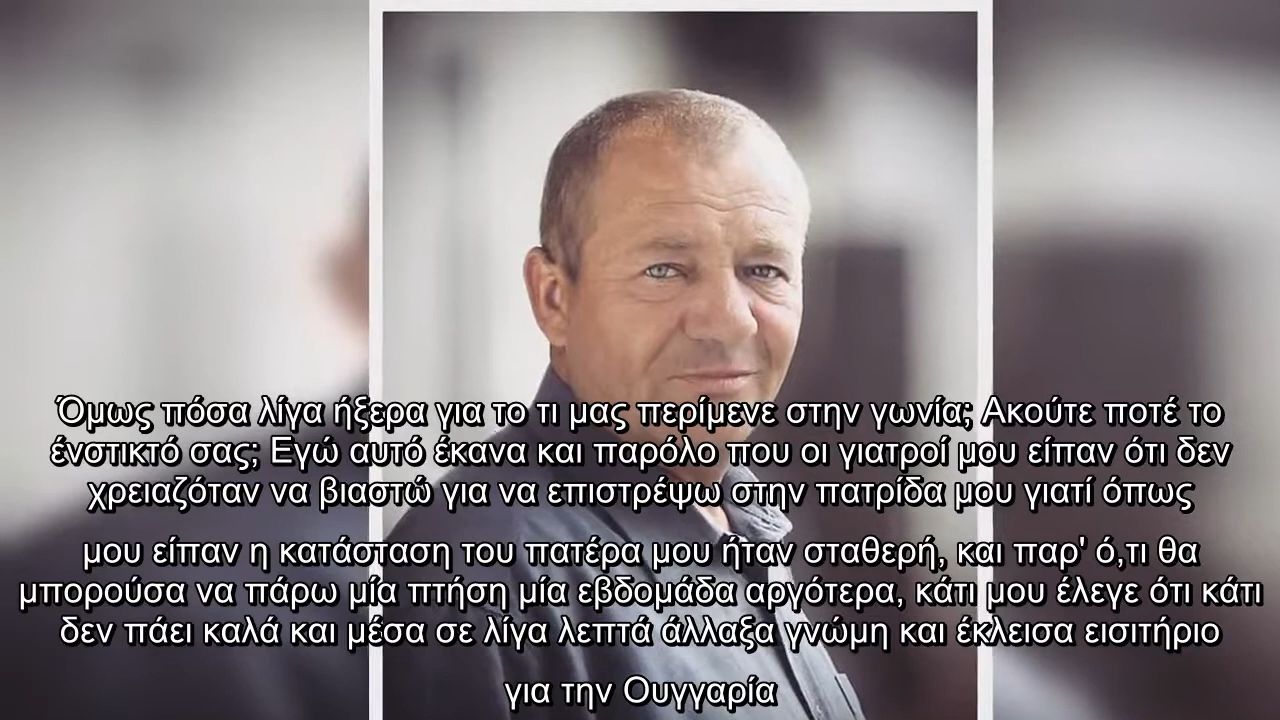 Όμως πόσα λίγα ήξερα για το τι μας περίμενε στην γωνία; Ακούτε ποτέ το
ένστικτό σας; Εγώ αυτό έκανα και παρόλο που οι γιατροί μου είπαν ότι δεν
χρειαζόταν να βιαστώ για να επιστρέψω στην πατρίδα μου γιατί όπως
μου είπαν η κατάσταση του πατέρα μου ήταν σταθερή, και παρ' ό,τι θα
μπορούσα να πάρω μία πτήση μία εβδομάδα αργότερα, κάτι μου έλεγε ότι κάτι
δεν πάει καλά και μέσα σε λίγα λεπτά άλλαξα γνώμη και έκλεισα εισιτήριο
για την Ουγγαρία